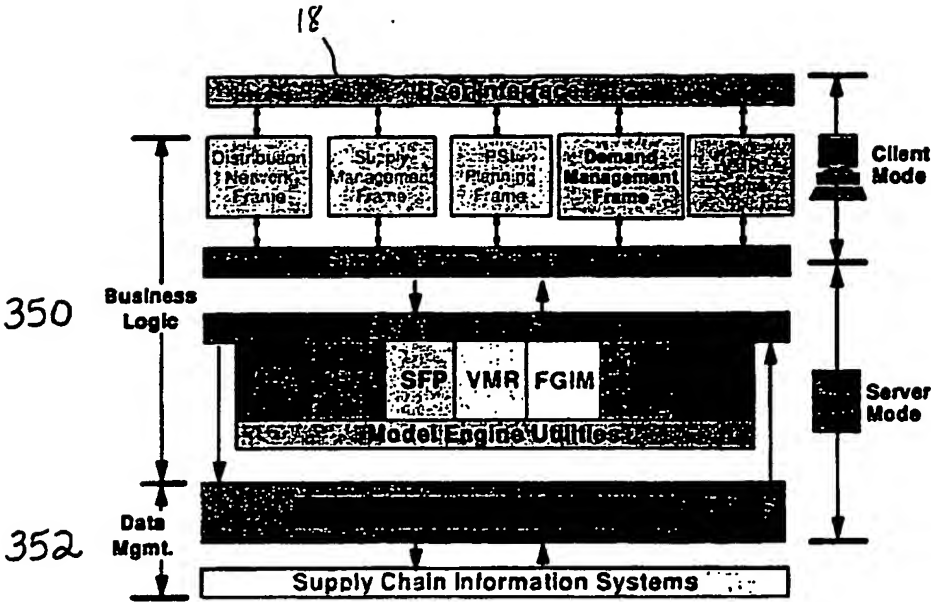 18
User Interface
Distribution
Network
Frame
Supply
Management
Frame
PSI
Planning
Frame
Demand
Management
Frame
Client
Mode
350
Business
Logic
SFP
VMR
FGIM
Model Engine Utilities
Server
Mode
352
Data
Mgmt.
Supply Chain Information Systems